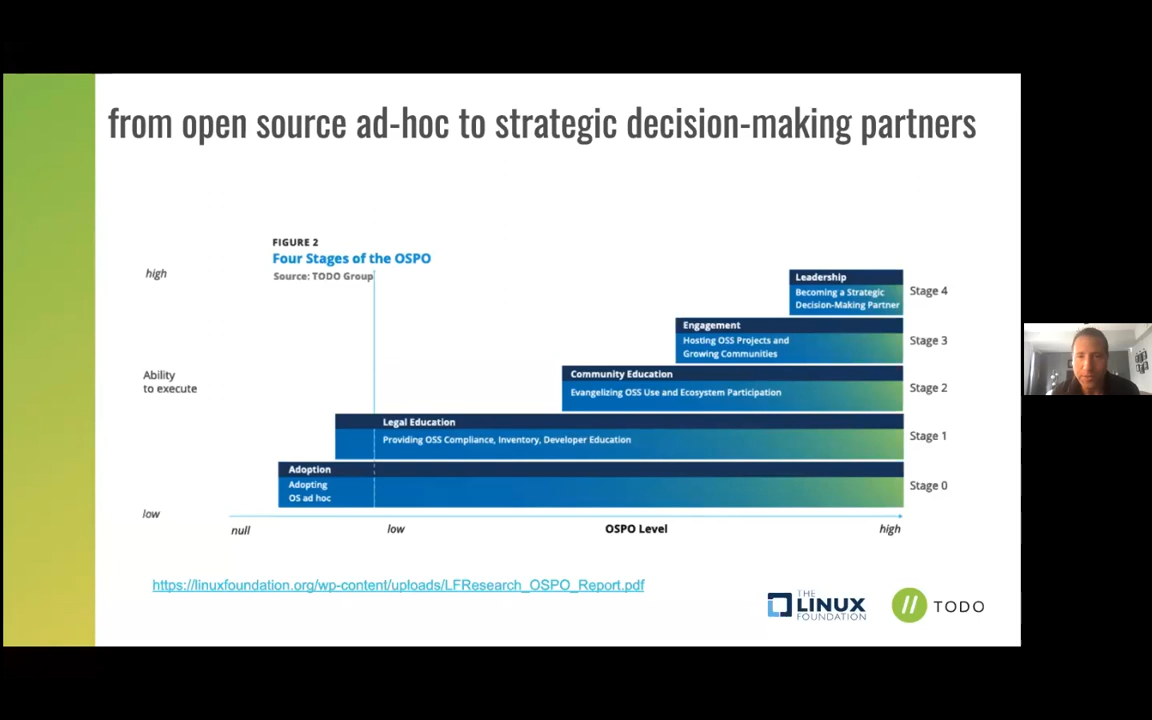 from open source ad-hoc to strategic decision-making partners
FIGURE 2
Four Stages of the OSPO
Source: TODO Group
high
Leadership
Becoming a Strategic
Decision-Making Partner
Stage 4
Engagement
Hosting OSS Projects and
Growing Communities
Stage 3
Ability
to execute
Community Education
Evangelizing OSS Use and Ecosystem Participation
Stage 2
Legal Education
Providing OSS Compliance, Inventory, Developer Education
Stage 1
Adoption
Adopting
OS ad hoc
Stage 0
low
null
low
OSPO Level
high
https://linuxfoundation.org/wp-content/uploads/LFResearch_OSPO_Report.pdf
THE
LINUX
FOUNDATION
// TODO